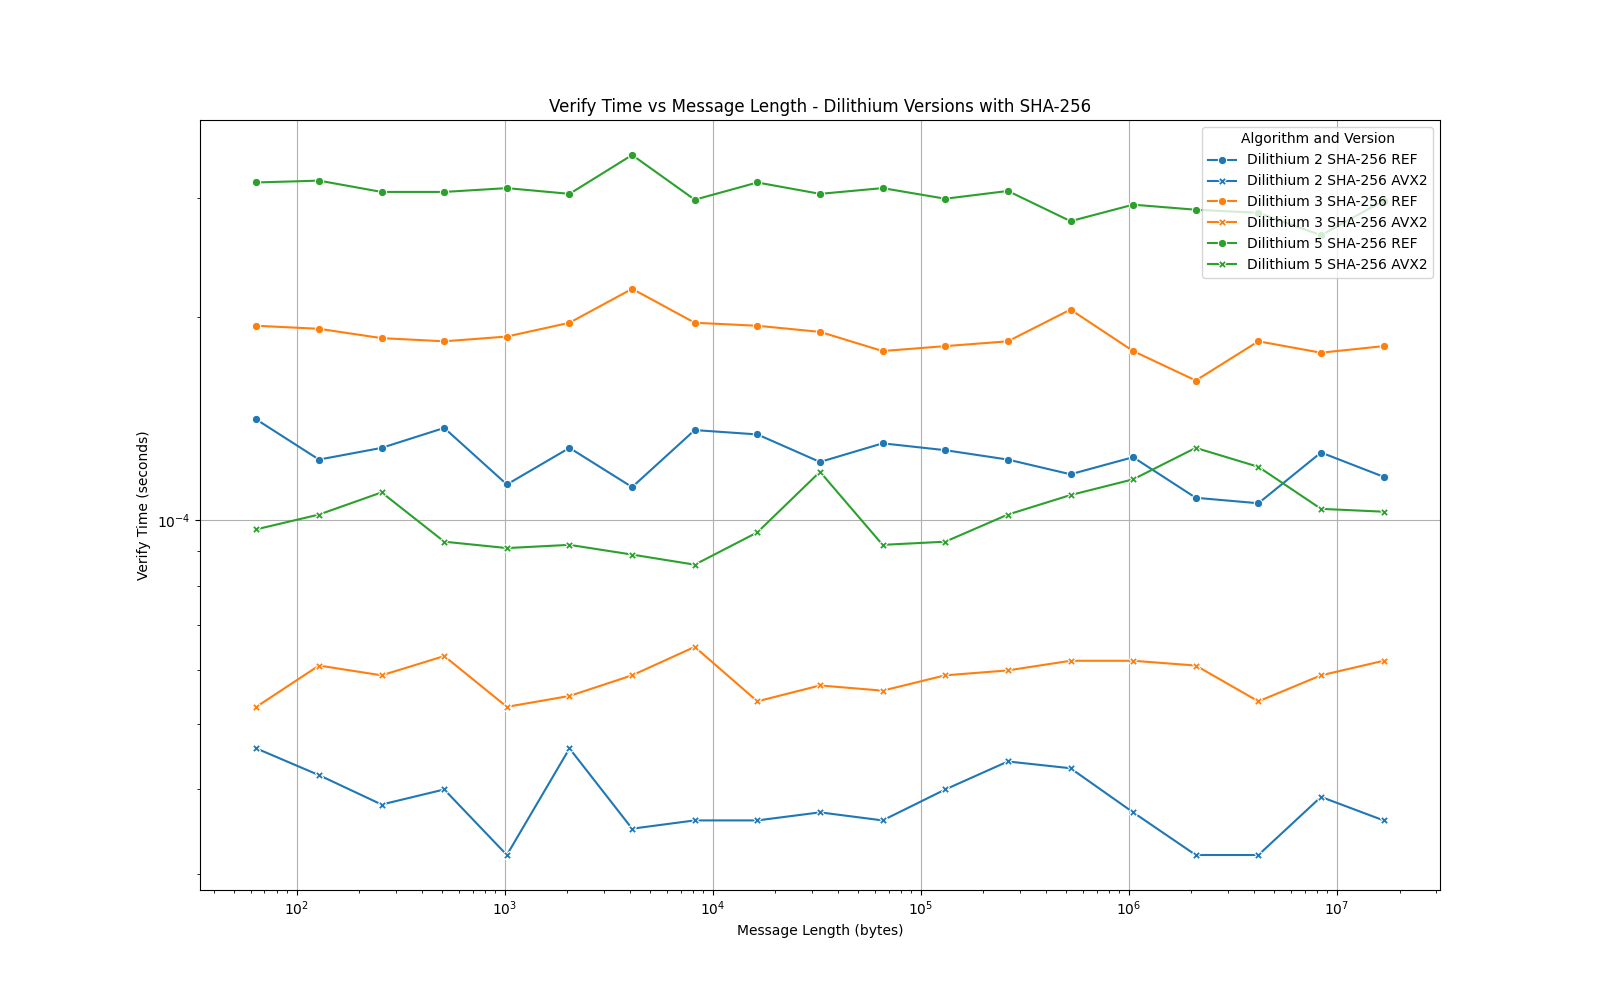 Verify Time vs Message Length - Dilithium Versions with SHA-256
Algorithm and Version
Dilithium 2 SHA-256 REF
Dilithium 2 SHA-256 AVX2
Dilithium 3 SHA-256 REF
Dilithium 3 SHA-256 AVX2
Dilithium 5 SHA-256 REF
Dilithium 5 SHA-256 AVX2
Verify Time (seconds)
10⁻⁴
10² 10³ 10⁴ 10⁵ 10⁶ 10⁷
Message Length (bytes)